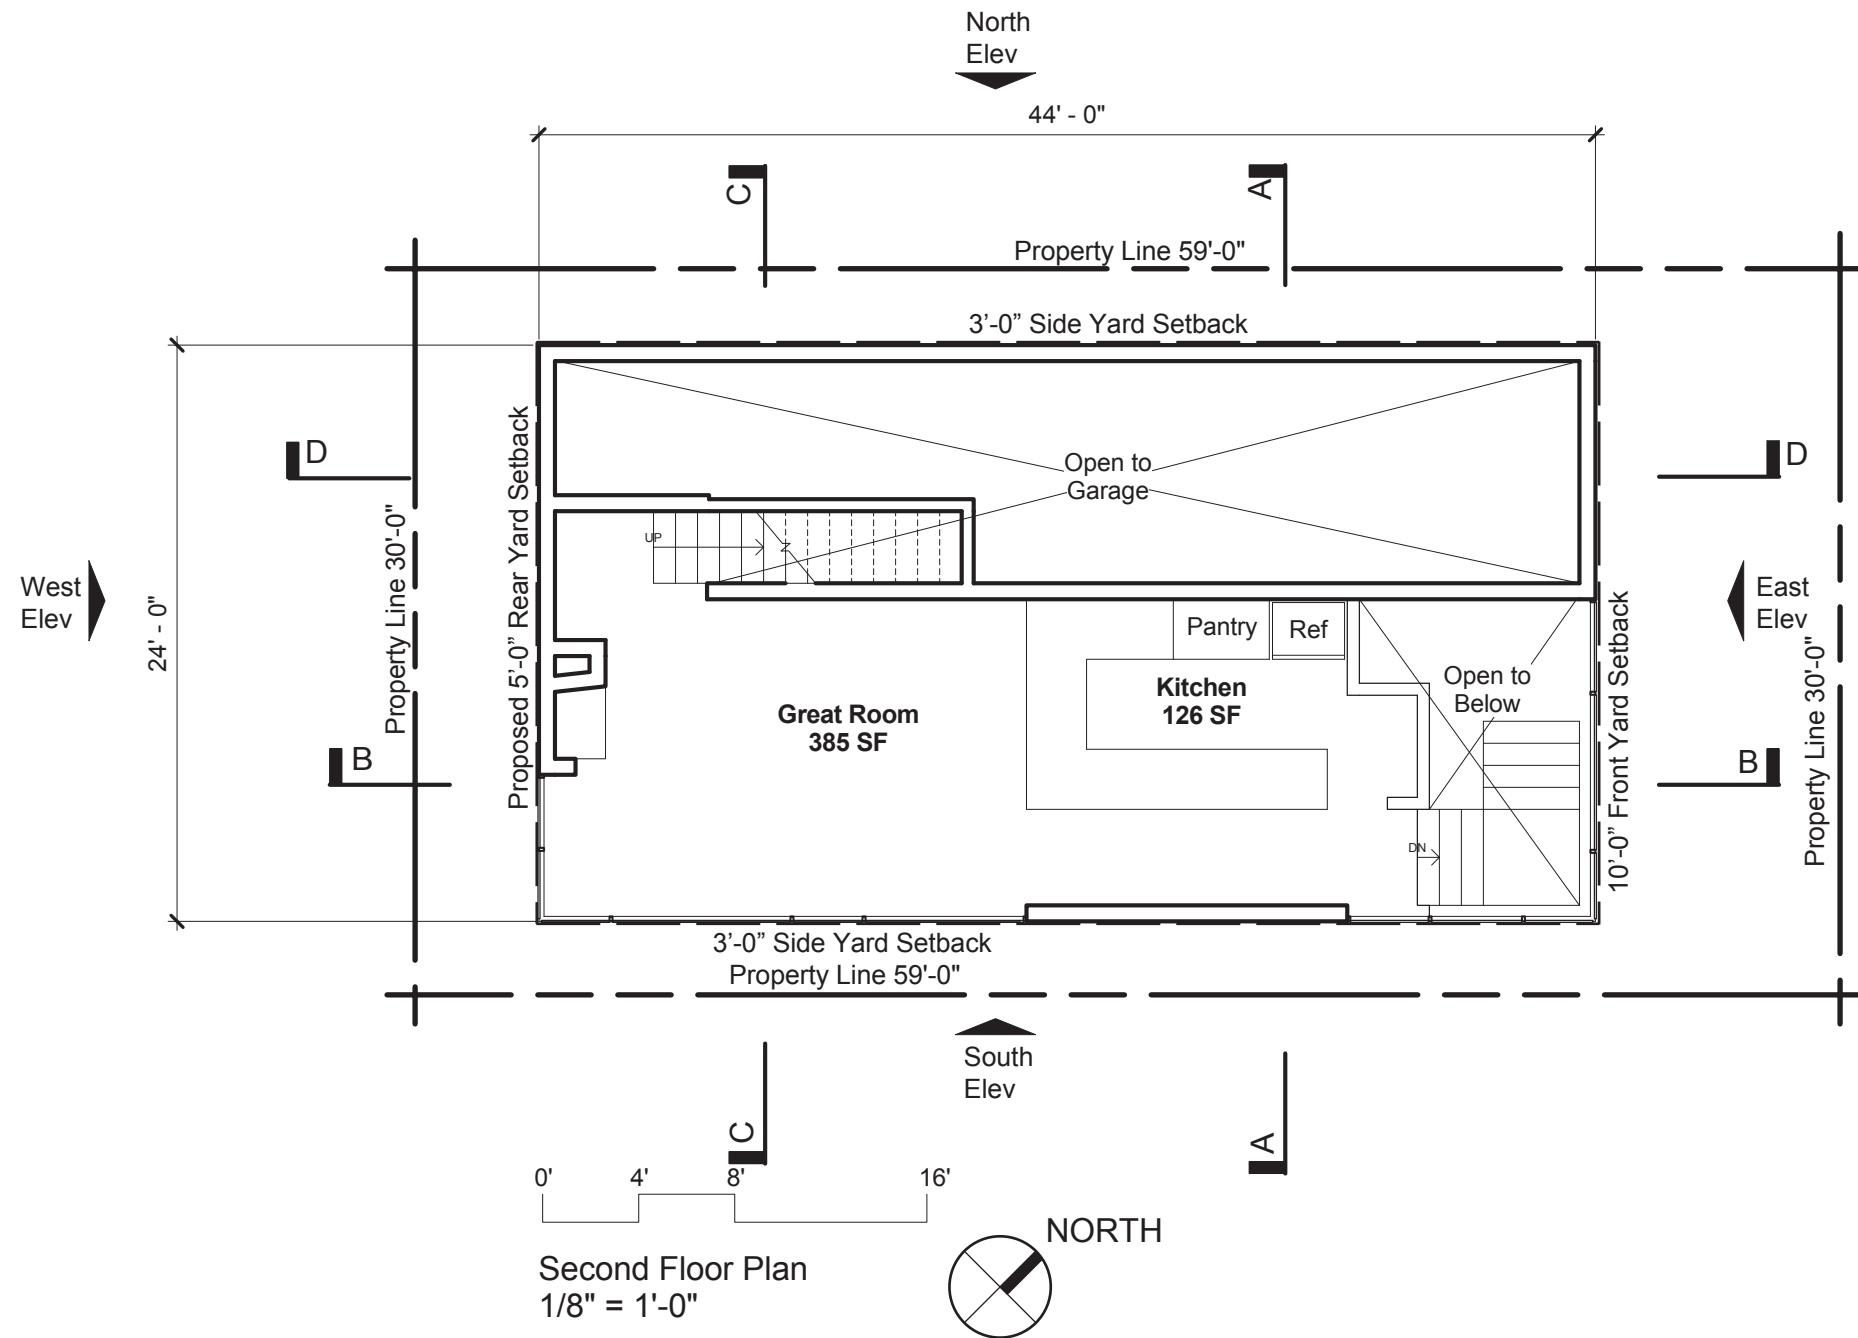 North
Elev
44' - 0"
C
A
Property Line 59'-0"
3’-0” Side Yard Setback
D
D
Open to
Garage
Proposed 5’-0” Rear Yard Setback
Property Line 30'-0"
UP
West
Elev
24' - 0"
East
Elev
Pantry
Ref
Kitchen
126 SF
Open to
Below
Great Room
385 SF
10’-0” Front Yard Setback
Property Line 30'-0"
B
B
DN
3’-0” Side Yard Setback
Property Line 59'-0"
South
Elev
C
A
0'
4'
8'
16'
NORTH
Second Floor Plan
1/8" = 1'-0"